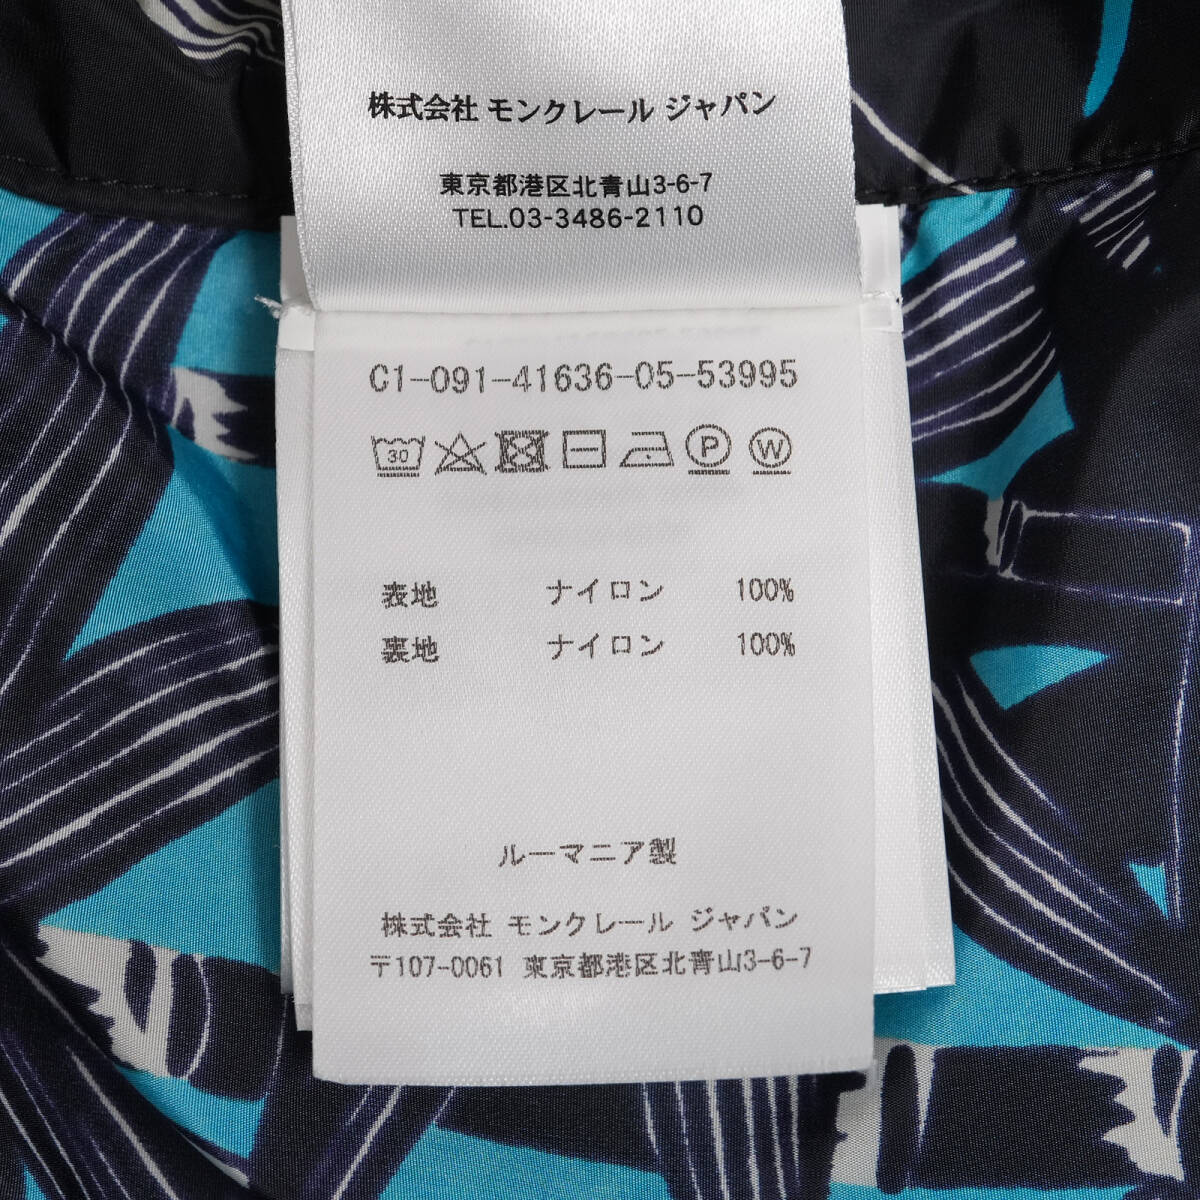 株式会社 モンクレール ジャパン
東京都港区北青山3-6-7
TEL.03-3486-2110
C1-091-41636-05-53995
30
P
W
表地 ナイロン 100%
裏地 ナイロン 100%
ルーマニア製
株式会社 モンクレール ジャパン
〒107-0061 東京都港区北青山3-6-7